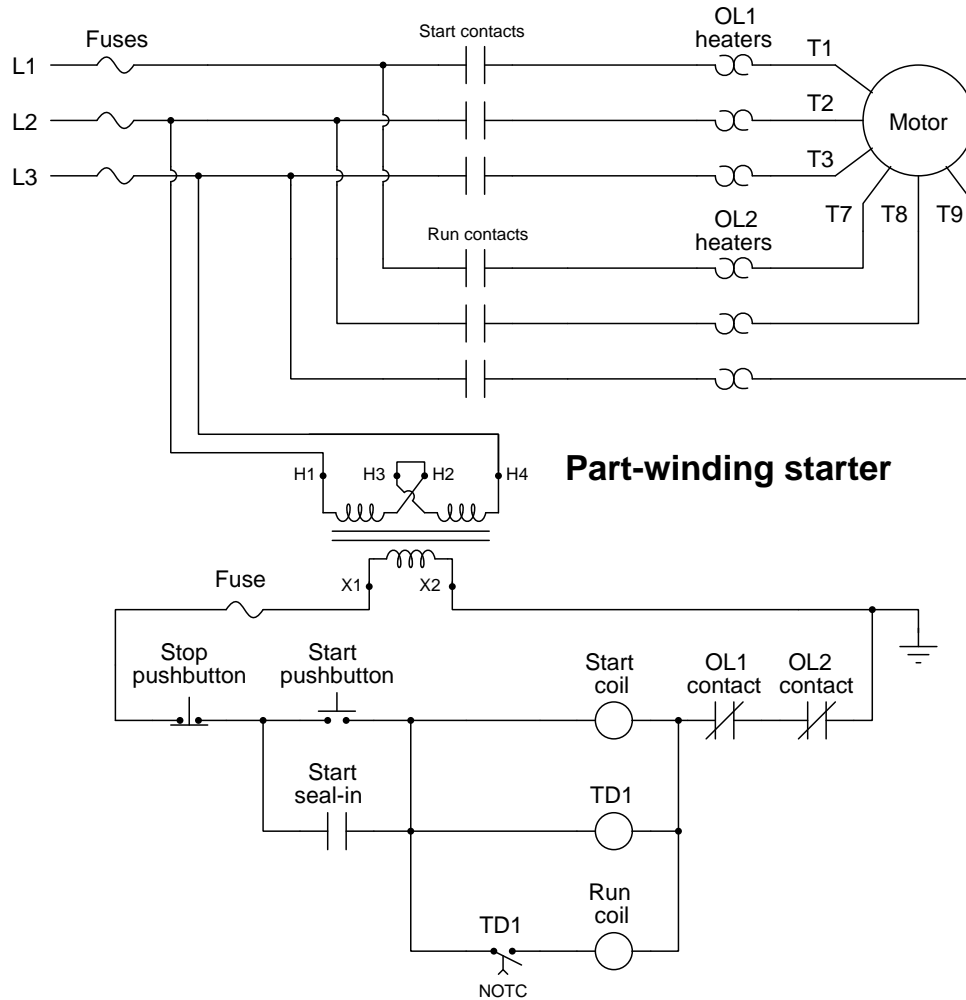 Fuses
Start contacts
OL1
heaters
L1
T1
L2
T2
Motor
L3
T3
T7
T8
T9
Run contacts
OL2
heaters
H1
H3
H2
H4
Part-winding starter
X1
X2
Fuse
Stop
pushbutton
Start
pushbutton
Start
coil
OL1
contact
OL2
contact
Start
seal-in
TD1
TD1
Run
coil
NOTC